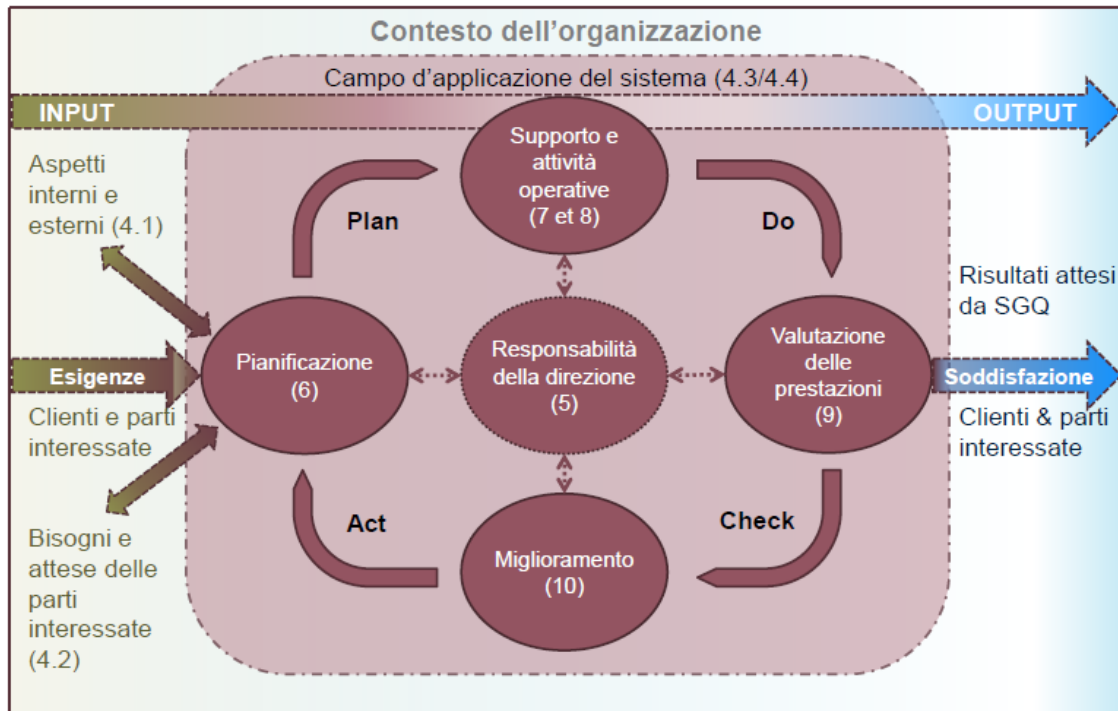 Contesto dell'organizzazione
Campo d'applicazione del sistema (4.3/4.4)
INPUT
OUTPUT
Aspetti
interni e
esterni (4.1)
Supporto e
attività
operative
(7 et 8)
Plan
Do
Risultati attesi
da SGQ
Esigenze
Pianificazione
(6)
Responsabilità
della direzione
(5)
Valutazione
delle
prestazioni
(9)
Soddisfazione
Clienti e parti
interessate
Clienti & parti
interessate
Act
Check
Bisogni e
attese delle
parti
interessate
(4.2)
Miglioramento
(10)